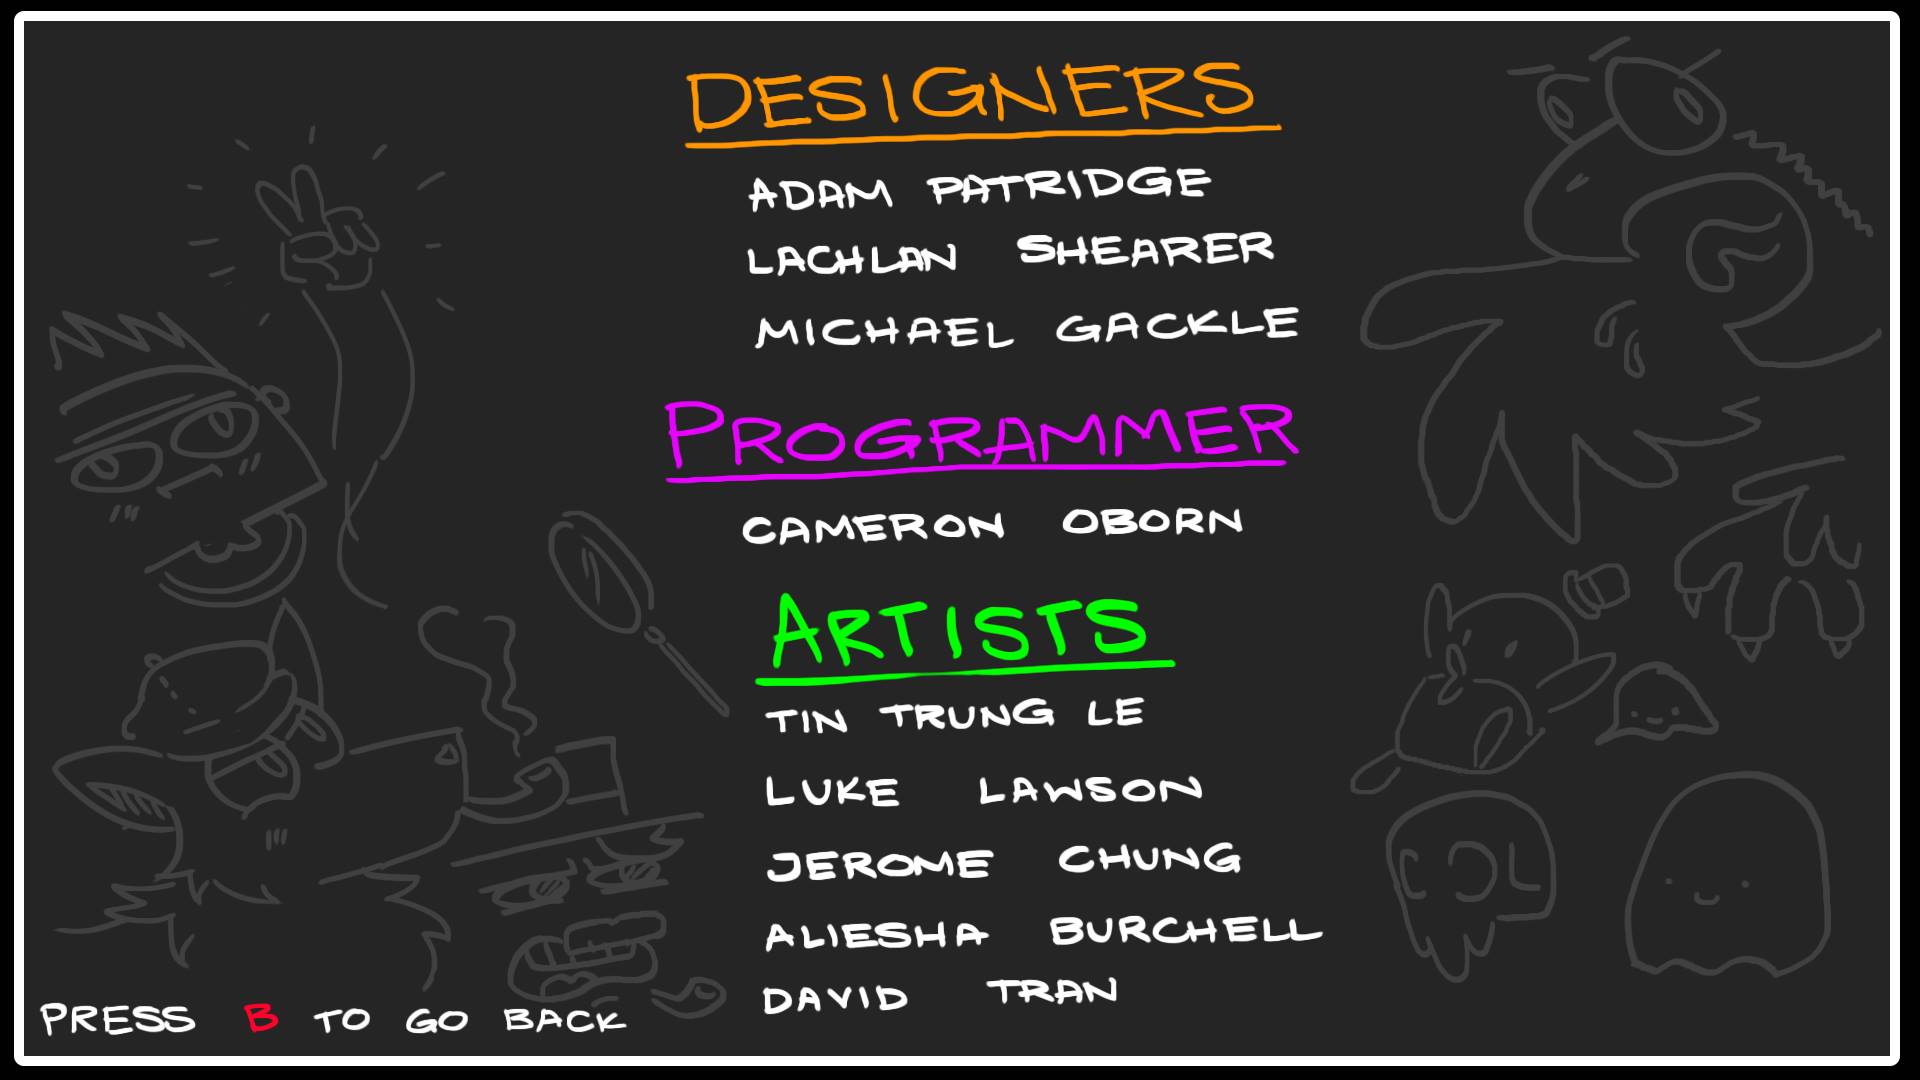 DESIGNERS
ADAM PATRIDGE
LACHLAN SHEARER
MICHAEL GACKLE
PROGRAMMER
CAMERON OBORN
ARTISTS
TIN TRUNG LE
LUKE LAWSON
JEROME CHUNG
ALIESHA BURCHELL
DAVID TRAN
PRESS B TO GO BACK